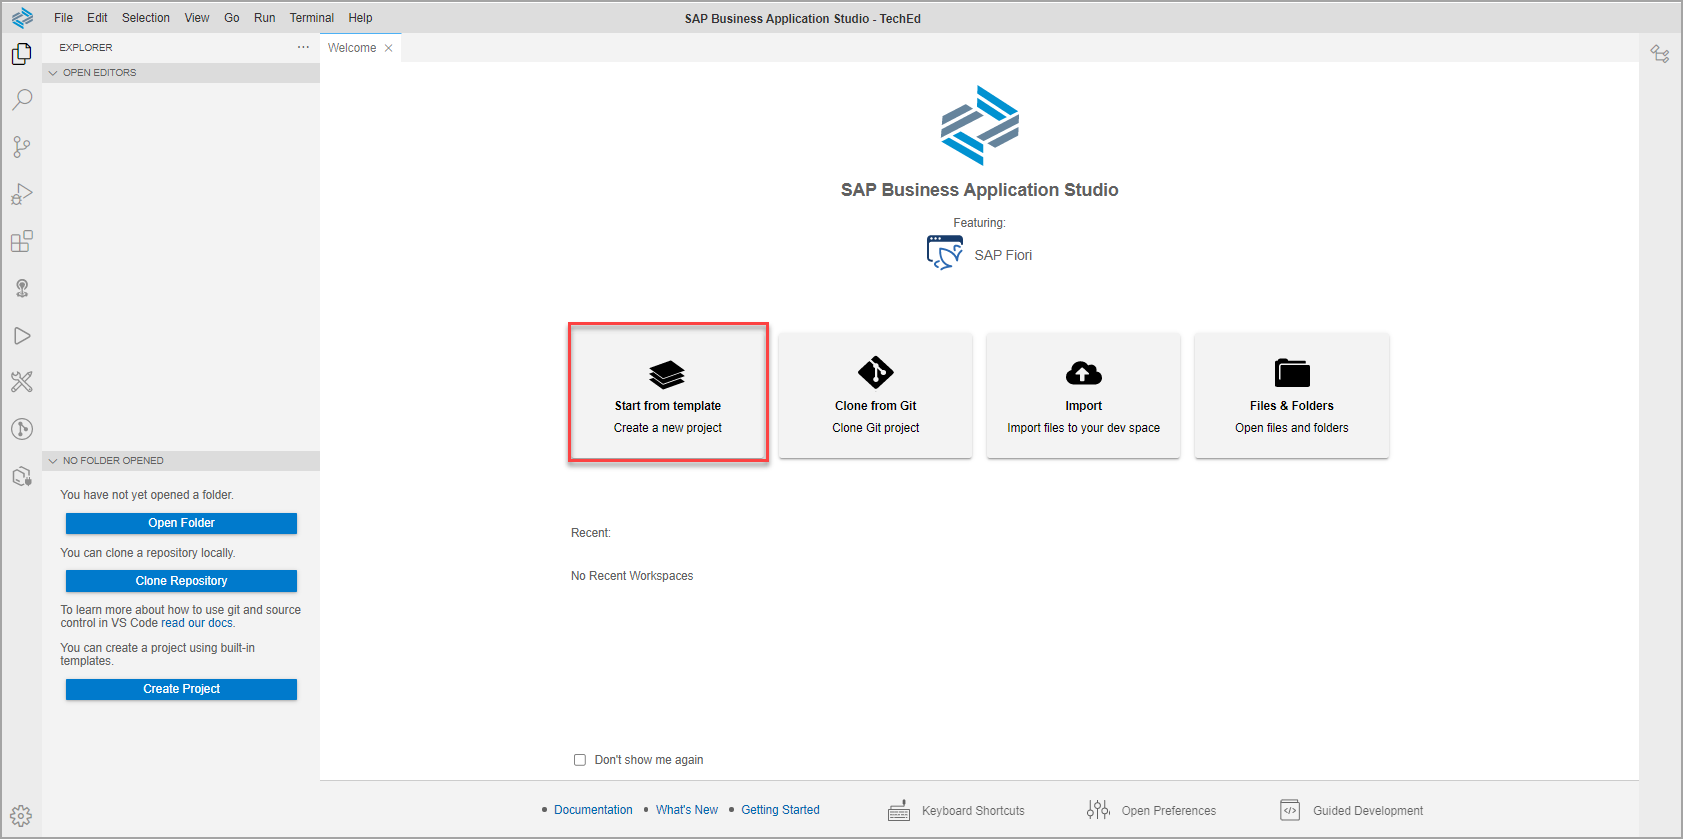 File Edit Selection View Go Run Terminal Help
SAP Business Application Studio - TechEd
EXPLORER
OPEN EDITORS
NO FOLDER OPENED
You have not yet opened a folder.
Open Folder
You can clone a repository locally.
Clone Repository
To learn more about how to use git and source
control in VS Code read our docs.
You can create a project using built-in
templates.
Create Project
Welcome
SAP Business Application Studio
Featuring:
SAP Fiori
Start from template
Create a new project
Clone from Git
Clone Git project
Import
Import files to your dev space
Files & Folders
Open files and folders
Recent:
No Recent Workspaces
Don't show me again
• Documentation • What's New • Getting Started
Keyboard Shortcuts
Open Preferences
Guided Development